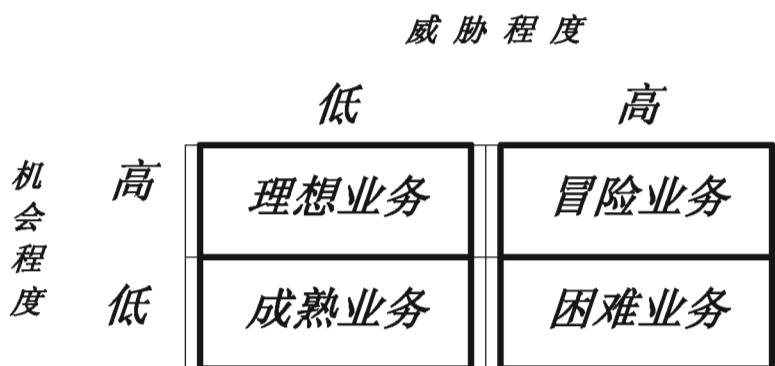 威胁程度
低 高
机会程度
高 理想业务 冒险业务
低 成熟业务 困难业务